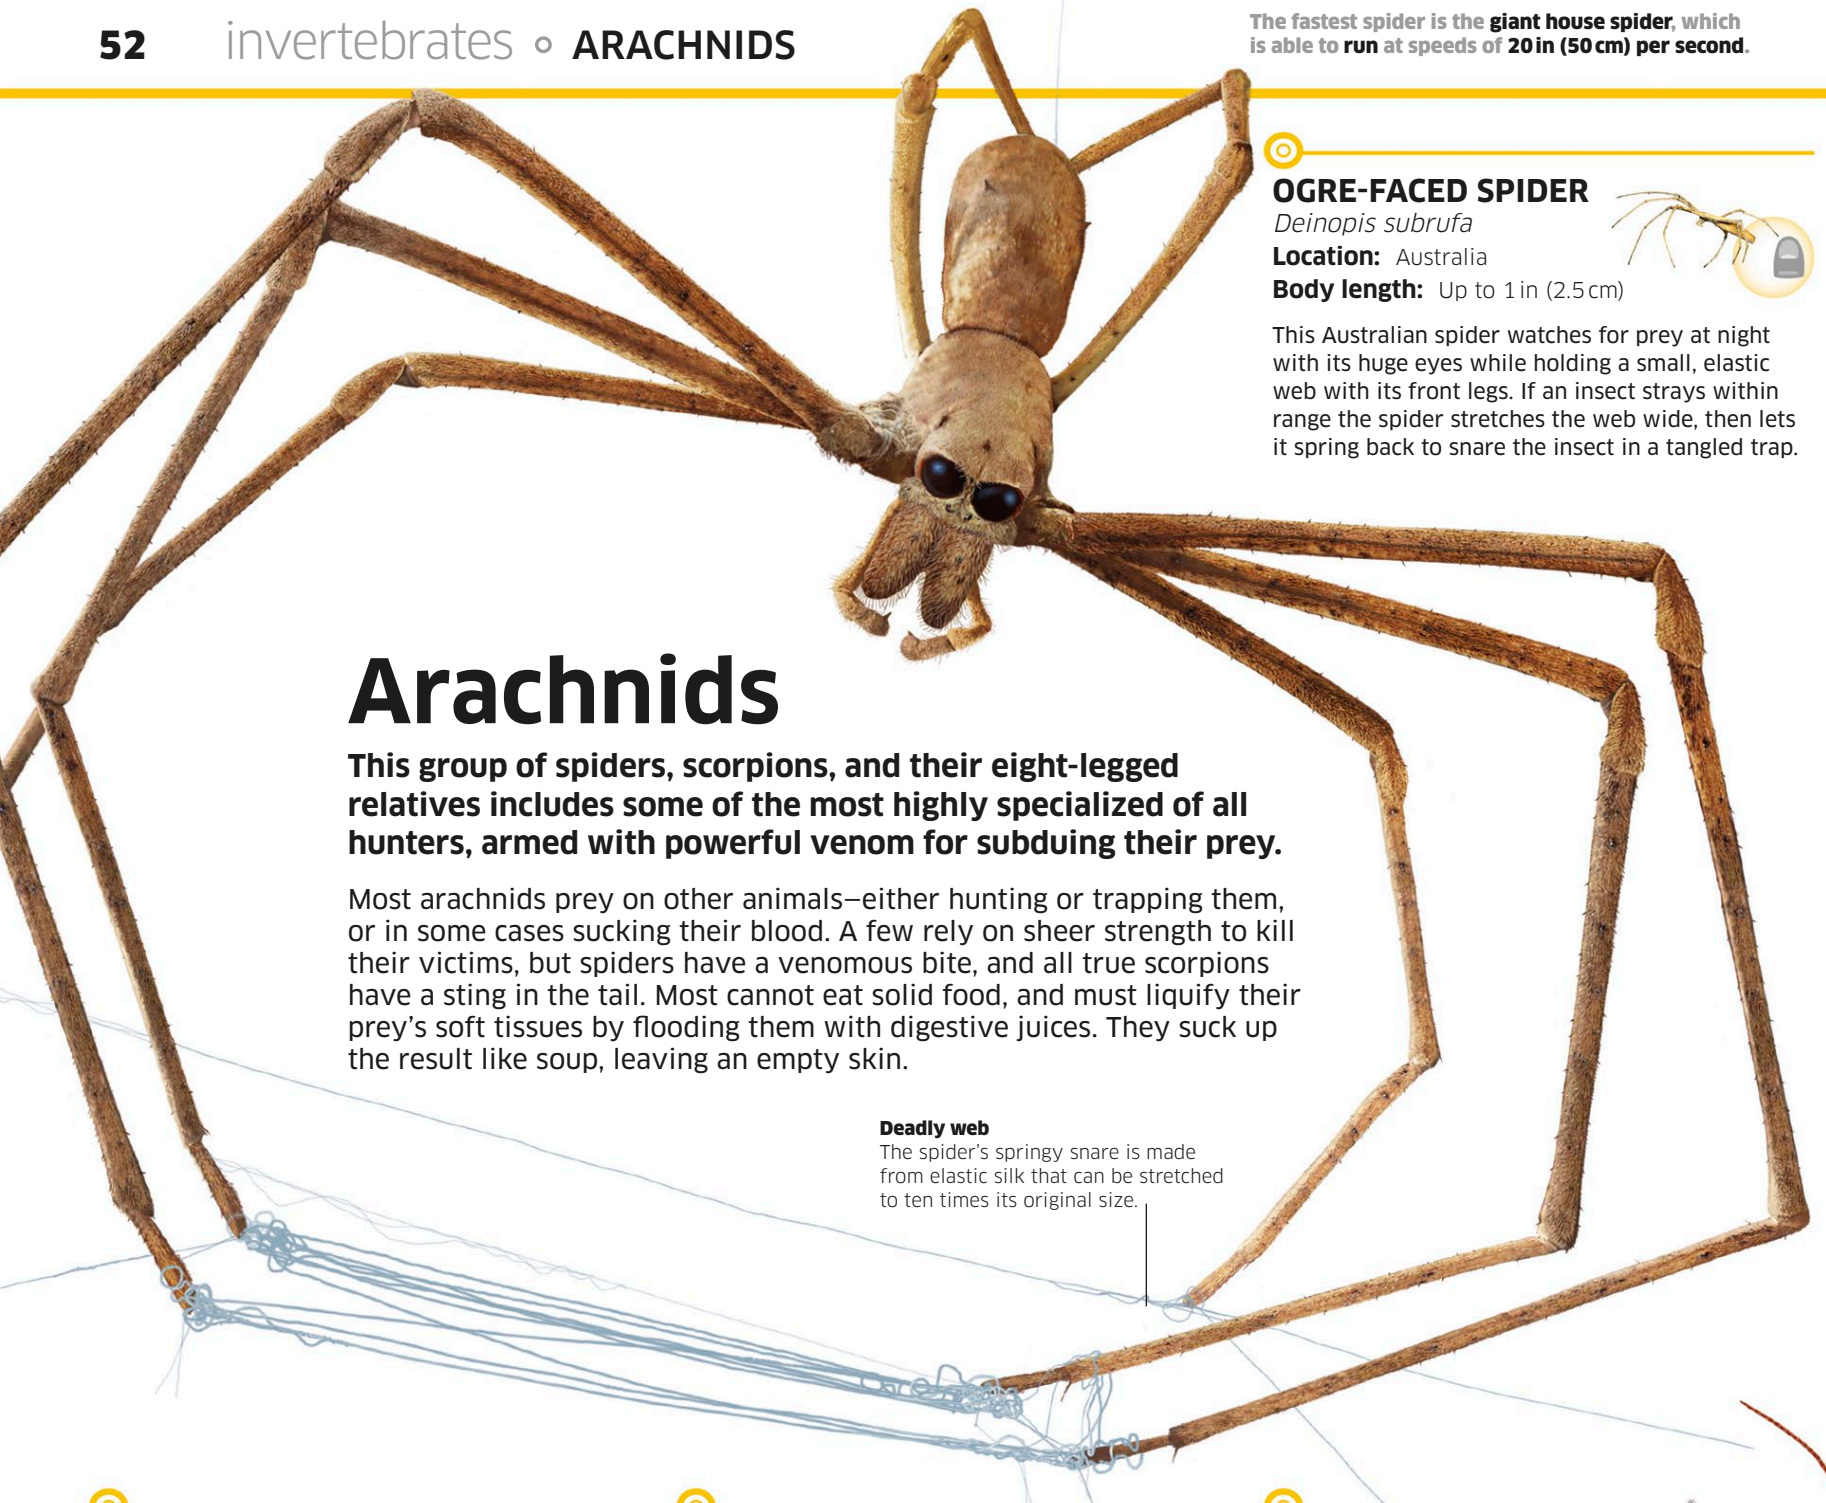 52 invertebrates ARACHNIDS
The fastest spider is the giant house spider, which
is able to run at speeds of 20 in (50 cm) per second.
OGRE-FACED SPIDER
Deinopis subrufa
Location: Australia
Body length: Up to 1 in (2.5 cm)
This Australian spider watches for prey at night
with its huge eyes while holding a small, elastic
web with its front legs. If an insect strays within
range the spider stretches the web wide, then lets
it spring back to snare the insect in a tangled trap.
Arachnids
This group of spiders, scorpions, and their eight-legged
relatives includes some of the most highly specialized of all
hunters, armed with powerful venom for subduing their prey.
Most arachnids prey on other animals—either hunting or trapping them,
or in some cases sucking their blood. A few rely on sheer strength to kill
their victims, but spiders have a venomous bite, and all true scorpions
have a sting in the tail. Most cannot eat solid food, and must liquify their
prey's soft tissues by flooding them with digestive juices. They suck up
the result like soup, leaving an empty skin.
Deadly web
The spider's springy snare is made
from elastic silk that can be stretched
to ten times its original size.